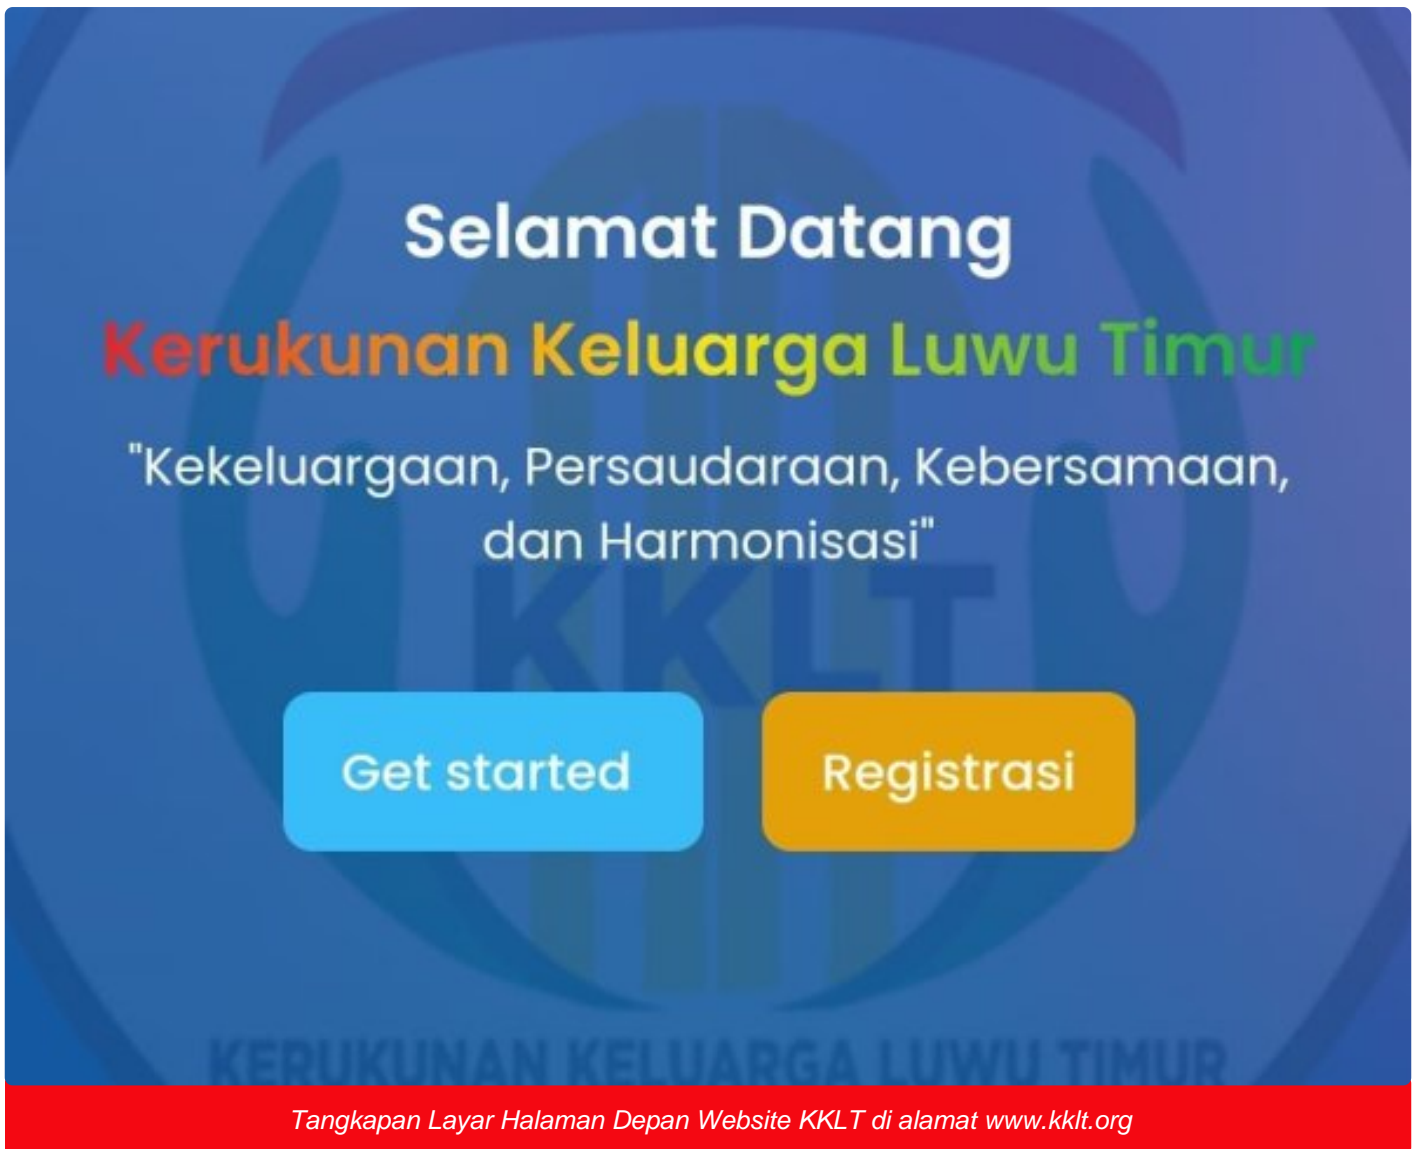 Selamat Datang
Kerukunan Keluarga Luwu Timur
"Kekeluargaan, Persaudaraan, Kebersamaan,
dan Harmonisasi"
KKLT
Get started
Registrasi
KERUKUNAN KELUARGA LUWU TIMUR
Tangkapan Layar Halaman Depan Website KKLT di alamat www.kklt.org